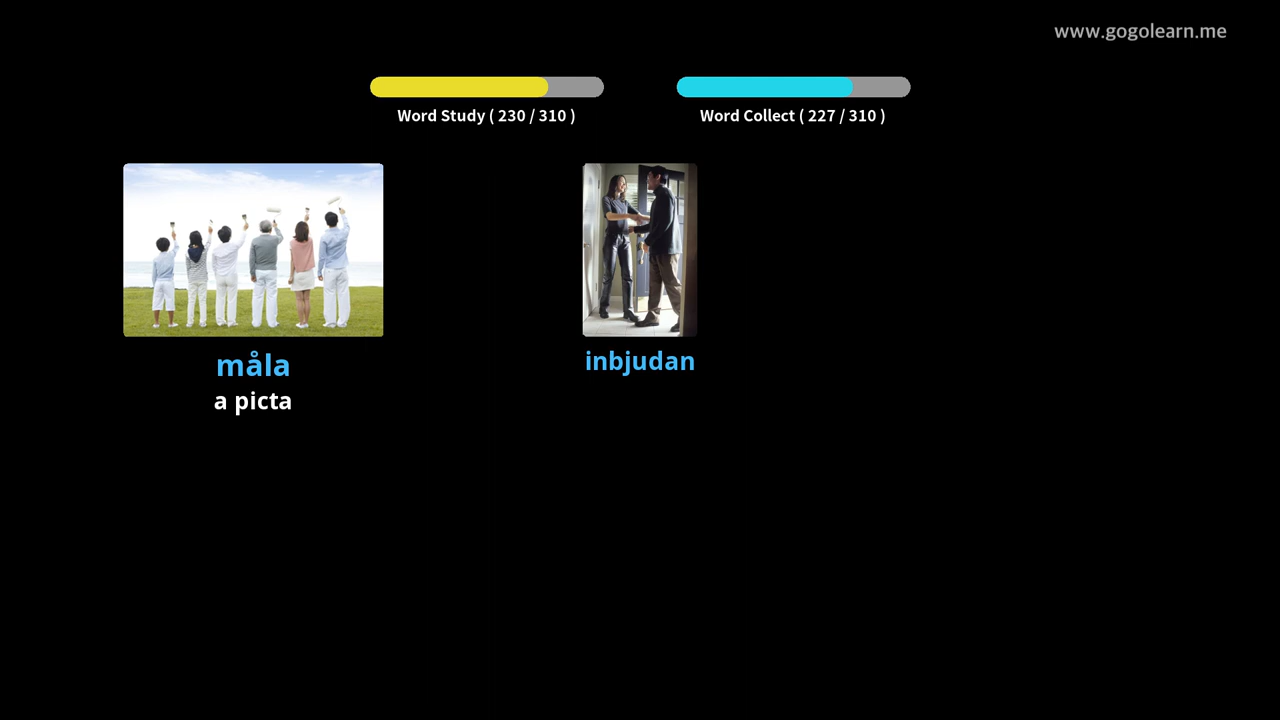 www.gogolearn.me
Word Study ( 230 / 310 )
Word Collect ( 227 / 310 )
måla
a picta
inbjudan